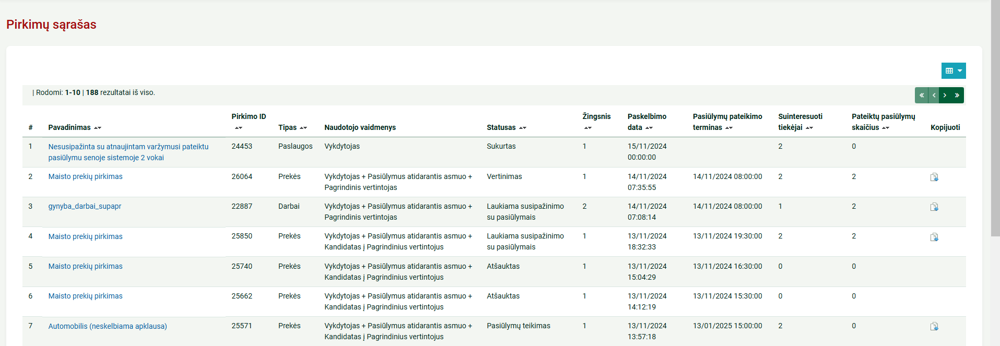 Pirkimų sąrašas
| Rodomi: 1-10 | 188 rezultatai iš viso.
# Pavadinimas Pirkimo ID Tipas Naudotojo vaidmenys Statusas Žingsnis Paskelbimo data Pasiūlymų pateikimo terminas Suinteresuoti tiekėjai Pateiktų pasiūlymų skaičius Kopijuoti
1 Nesusipažinta su atnaujintam varžymusi pateiktu 24453 Paslaugos Vykdytojas Sukurtas 1 15/11/2024 2 0
pasiūlymu senoje sistemoje 2 vokai 00:00:00
2 Maisto prekių pirkimas 26064 Prekės Vykdytojas + Pasiūlymus atidarantis asmuo + Vertinimas 1 14/11/2024 14/11/2024 08:00:00 2 2
Pagrindinis vertintojas 07:35:55
3 gynyba_darbai_supapr 22887 Darbai Vykdytojas + Pasiūlymus atidarantis asmuo + Laukiama susipažinimo 2 14/11/2024 14/11/2024 08:00:00 1 2
Pagrindinis vertintojas su pasiūlymais 07:08:14
4 Maisto prekių pirkimas 25850 Prekės Vykdytojas + Pasiūlymus atidarantis asmuo + Laukiama susipažinimo 1 13/11/2024 13/11/2024 19:30:00 2 2
Kandidatas į Pagrindinius vertintojus su pasiūlymais 18:32:33
5 Maisto prekių pirkimas 25740 Prekės Vykdytojas + Pasiūlymus atidarantis asmuo + Atšauktas 1 13/11/2024 13/11/2024 16:30:00 0 0
Kandidatas į Pagrindinius vertintojus 15:04:29
6 Maisto prekių pirkimas 25662 Prekės Vykdytojas + Pasiūlymus atidarantis asmuo + Atšauktas 1 13/11/2024 13/11/2024 15:30:00 0 0
Kandidatas į Pagrindinius vertintojus 14:12:19
7 Automobilis (neskelbiama apklausa) 25571 Prekės Vykdytojas + Pasiūlymus atidarantis asmuo + Pasiūlymų teikimas 1 13/11/2024 13/01/2025 15:00:00 2 0
Kandidatas į Pagrindinius vertintojus 13:57:18